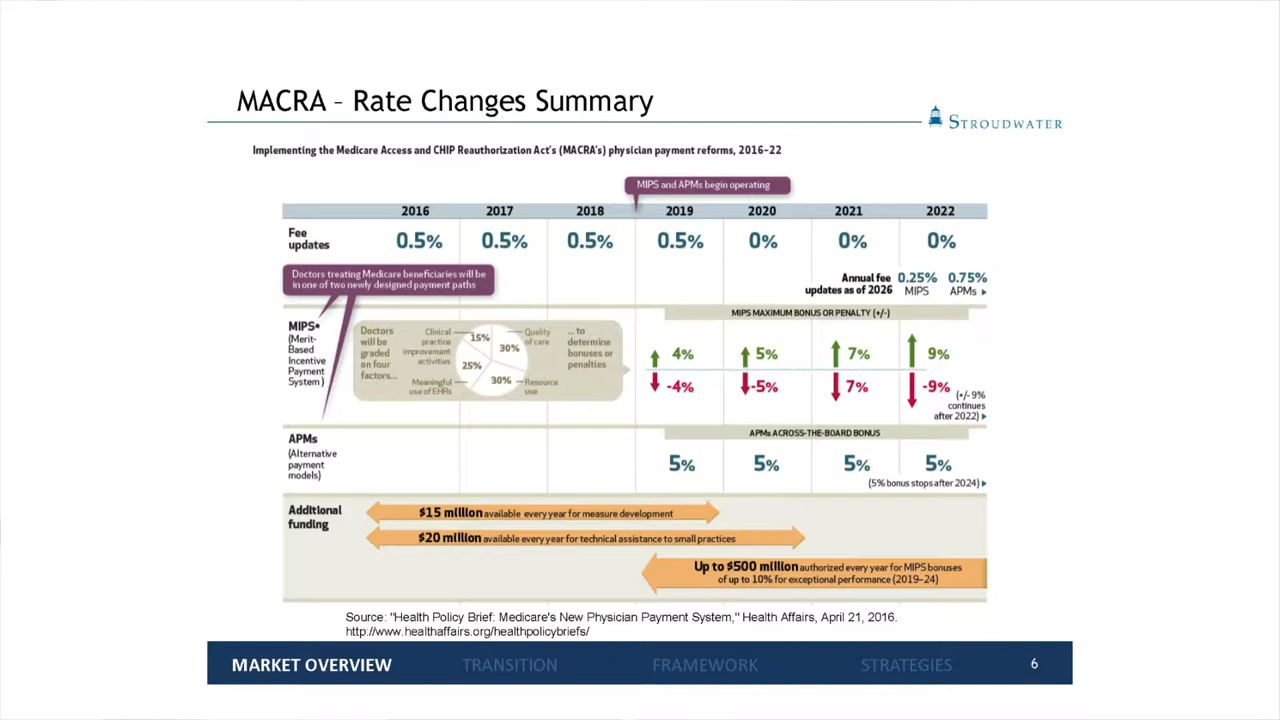 MACRA – Rate Changes Summary
STROUDWATER
Implementing the Medicare Access and CHIP Reauthorization Act's (MACRA's) physician payment reforms, 2016–22
MIPS and APMs begin operating
2016 2017 2018 2019 2020 2021 2022
Fee
updates
0.5% 0.5% 0.5% 0.5% 0% 0% 0%
Doctors treating Medicare beneficiaries will be
in one of two newly designed payment paths
Annual fee
updates as of 2026
0.25% 0.75%
MIPS APMs
MIPS MAXIMUM BONUS OR PENALTY (+/-)
MIPS*
(Merit-
Based
Incentive
Payment
System)
Doctors
will be
graded
on four
factors...
Clinical
practice
improvement
activities
15%
Quality
of care
30%
25%
Meaningful
use of EHRs
30%
Resource
use
... to
determine
bonuses or
penalties
4% 5% 7% 9%
-4% -5% 7% -9%
(+/- 9%
continues
after 2022)
APMs
(Alternative
payment
models)
APMs ACROSS-THE-BOARD BONUS
5% 5% 5% 5%
(5% bonus stops after 2024)
Additional
funding
$15 million available every year for measure development
$20 million available every year for technical assistance to small practices
Up to $500 million authorized every year for MIPS bonuses
of up to 10% for exceptional performance (2019–24)
Source: "Health Policy Brief: Medicare's New Physician Payment System," Health Affairs, April 21, 2016.
http://www.healthaffairs.org/healthpolicybriefs/
MARKET OVERVIEW TRANSITION FRAMEWORK STRATEGIES 6